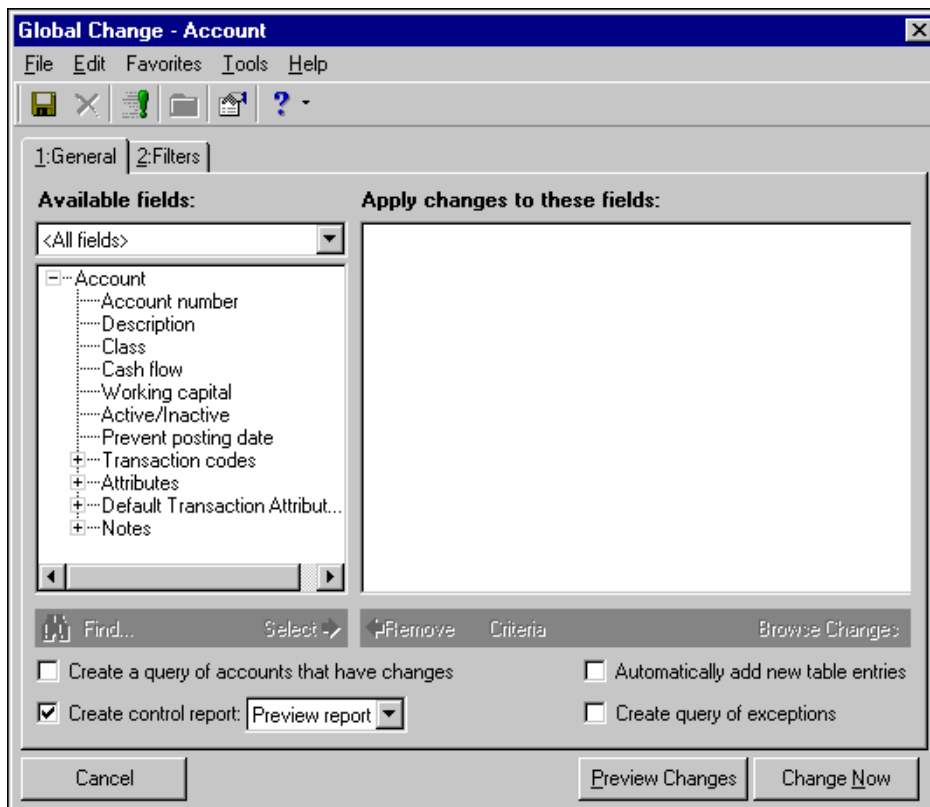 Global Change - Account
File Edit Favorites Tools Help
?
1:General 2:Filters
Available fields: Apply changes to these fields:
<All fields>
Account
Account number
Description
Class
Cash flow
Working capital
Active/Inactive
Prevent posting date
Transaction codes
Attributes
Default Transaction Attribut...
Notes
Find... Select Remove Criteria Browse Changes
Create a query of accounts that have changes Automatically add new table entries
Create control report: Preview report Create query of exceptions
Cancel Preview Changes Change Now